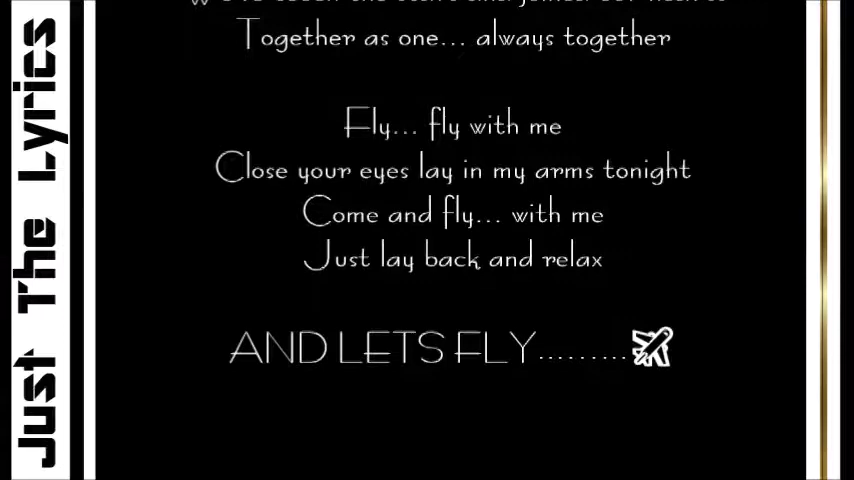 Together as one... always together
Fly... fly with me
Close your eyes lay in my arms tonight
Come and fly... with me
Just lay back and relax
AND LETS FLY.........
Just The Lyrics